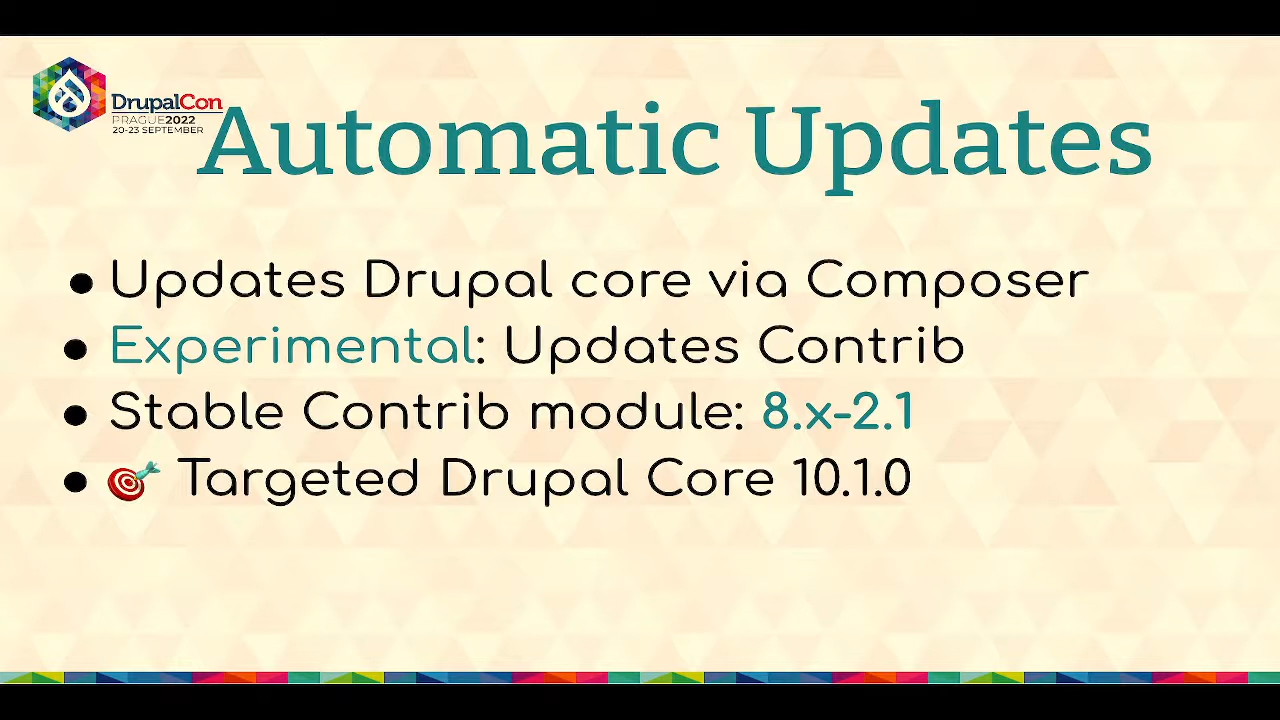 DrupalCon
PRAGUE2022
20-23 SEPTEMBER
Automatic Updates
● Updates Drupal core via Composer
● Experimental: Updates Contrib
● Stable Contrib module: 8.x-2.1
● 🎯 Targeted Drupal Core 10.1.0